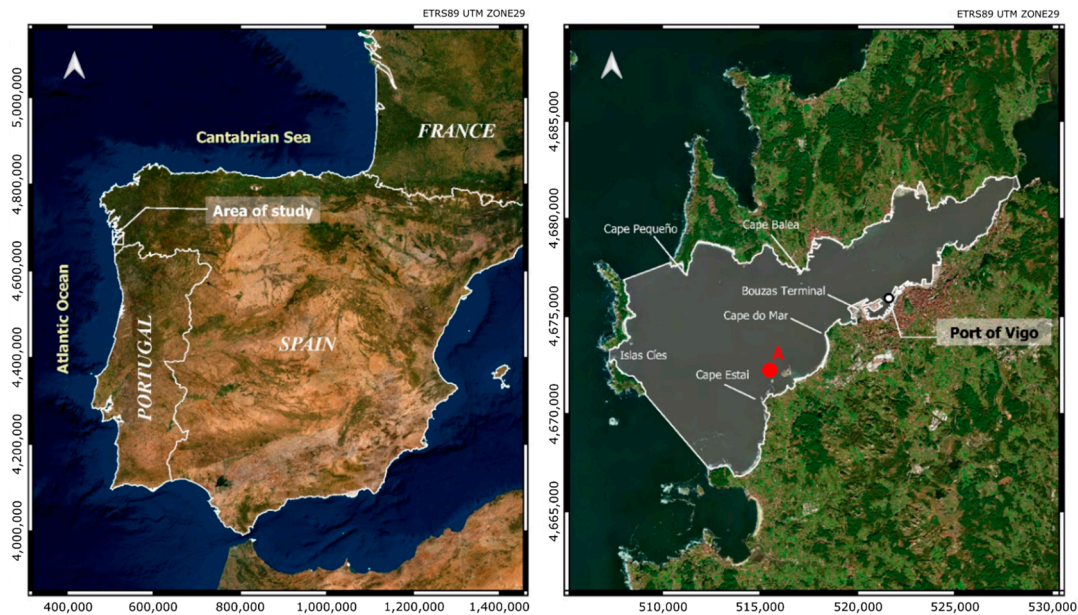 ETRS89 UTM ZONE29
5,000,000
4,800,000
4,600,000
4,400,000
4,200,000
4,000,000
Cantabrian Sea
FRANCE
Area of study
Atlantic Ocean
PORTUGAL
SPAIN
400,000
600,000
800,000
1,000,000
1,200,000
1,400,000
ETRS89 UTM ZONE29
4,685,000
4,680,000
4,675,000
4,670,000
4,665,000
Cape Pequeño
Cape Balea
Bouzas Terminal
Cape do Mar
Port of Vigo
Islas Cíes
A
Cape Estai
510,000
515,000
520,000
525,000
530,000